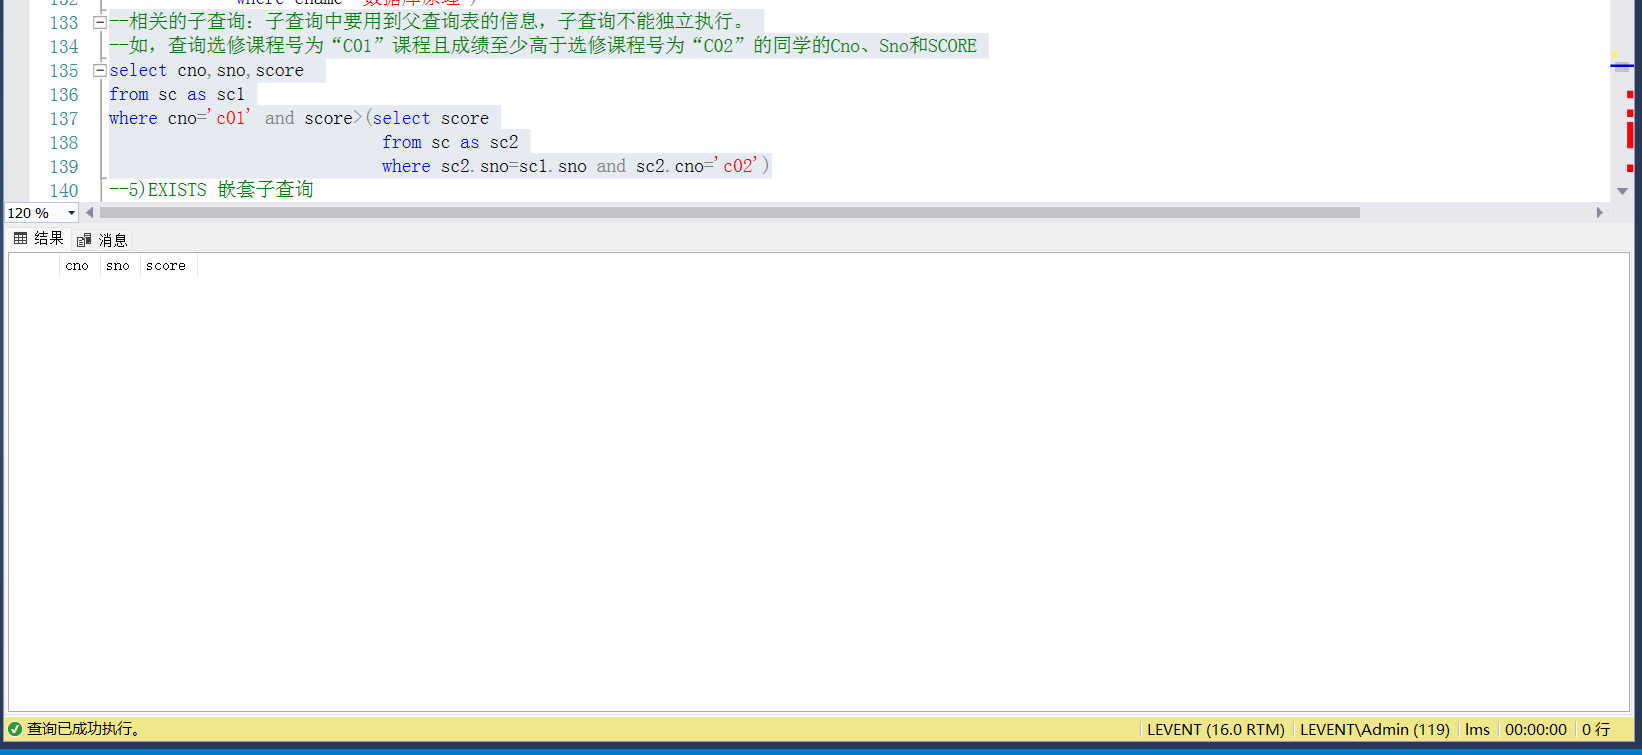 132 where cname='数据库原理')
133 --相关的子查询：子查询中要用到父查询表的信息，子查询不能独立执行。
134 --如，查询选修课程号为“C01”课程且成绩至少高于选修课程号为“C02”的同学的Cno、Sno和SCORE
135 select cno,sno,score
136 from sc as sc1
137 where cno='c01' and score>(select score
138 from sc as sc2
139 where sc2.sno=sc1.sno and sc2.cno='c02')
140 --5)EXISTS 嵌套子查询
120 %
结果 消息
cno sno score
查询已成功执行。 LEVENT (16.0 RTM) LEVENT\Admin (119) lms 00:00:00 0 行